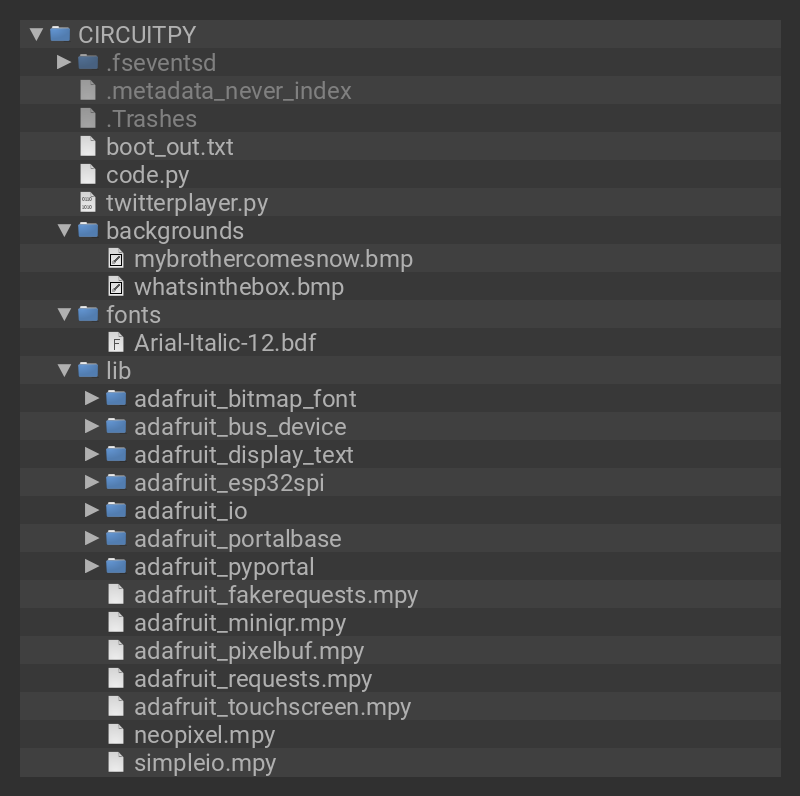 CIRCUITPY
.fseventsd
.metadata_never_index
.Trashes
boot_out.txt
code.py
twitterplayer.py
backgrounds
mybrothercomesnow.bmp
whatsinthebox.bmp
fonts
Arial-Italic-12.bdf
lib
adafruit_bitmap_font
adafruit_bus_device
adafruit_display_text
adafruit_esp32spi
adafruit_io
adafruit_portalbase
adafruit_pyportal
adafruit_fakerequests.mpy
adafruit_miniqr.mpy
adafruit_pixelbuf.mpy
adafruit_requests.mpy
adafruit_touchscreen.mpy
neopixel.mpy
simpleio.mpy